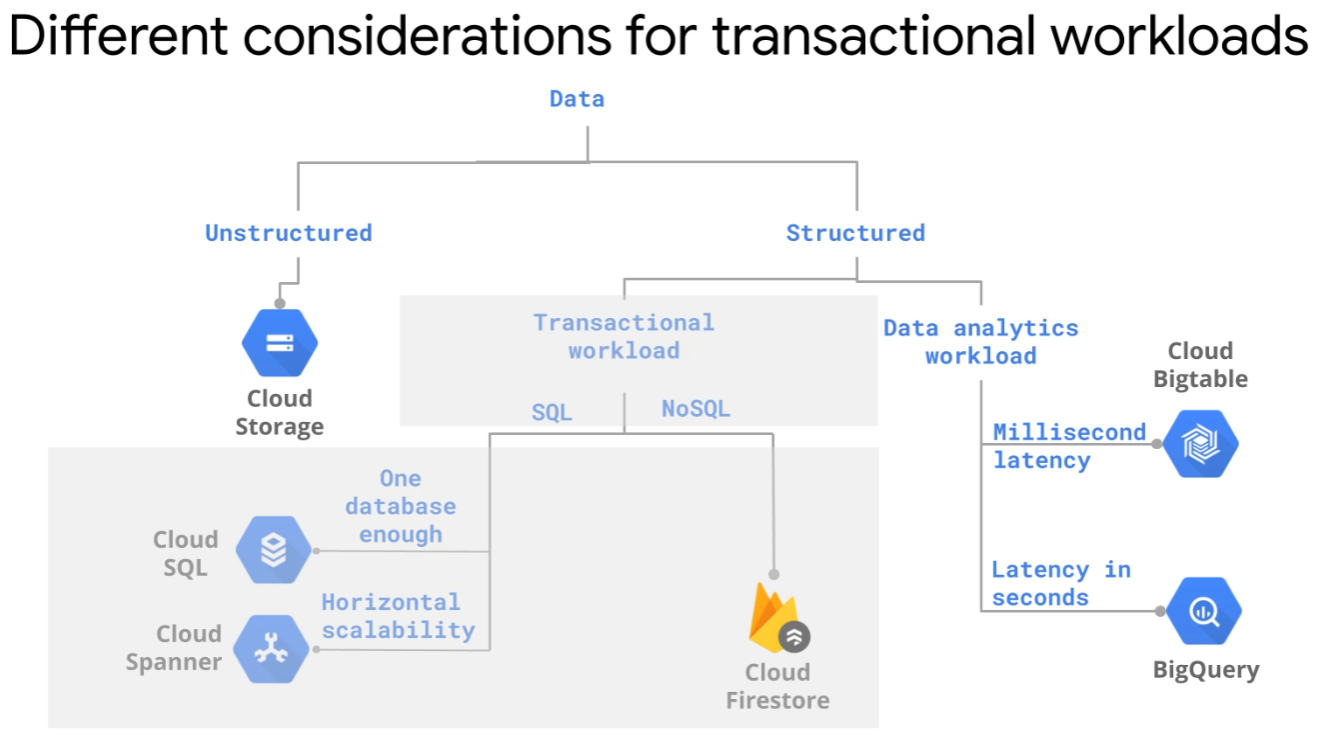 Different considerations for transactional workloads
Data
Unstructured
Structured
Cloud
Storage
Transactional
workload
SQL
NoSQL
One
database
enough
Cloud
SQL
Horizontal
scalability
Cloud
Spanner
Cloud
Firestore
Data analytics
workload
Cloud
Bigtable
Millisecond
latency
Latency in
seconds
BigQuery